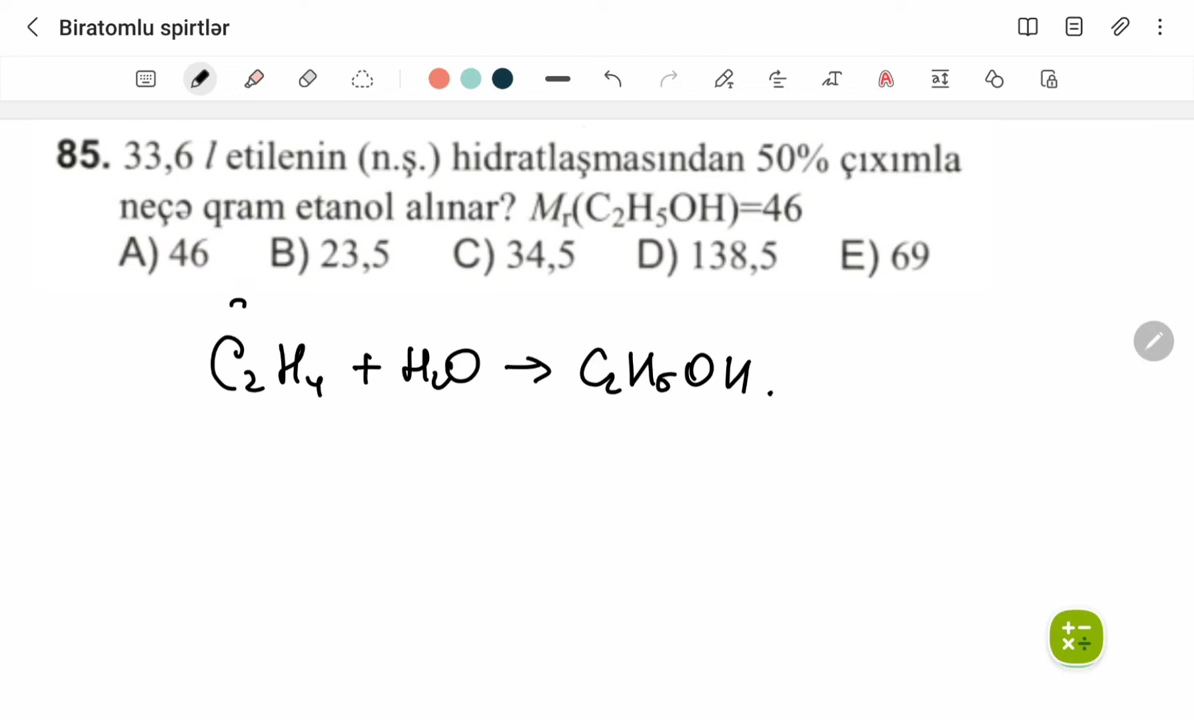 Biratomlu spirtlər
85. 33,6 l etilenin (n.ş.) hidratlaşmasından 50% çıxımla
neçə qram etanol alınar? Mᵣ(C₂H₅OH)=46
A) 46 B) 23,5 C) 34,5 D) 138,5 E) 69
C₂H₄ + H₂O → C₂H₅OH.